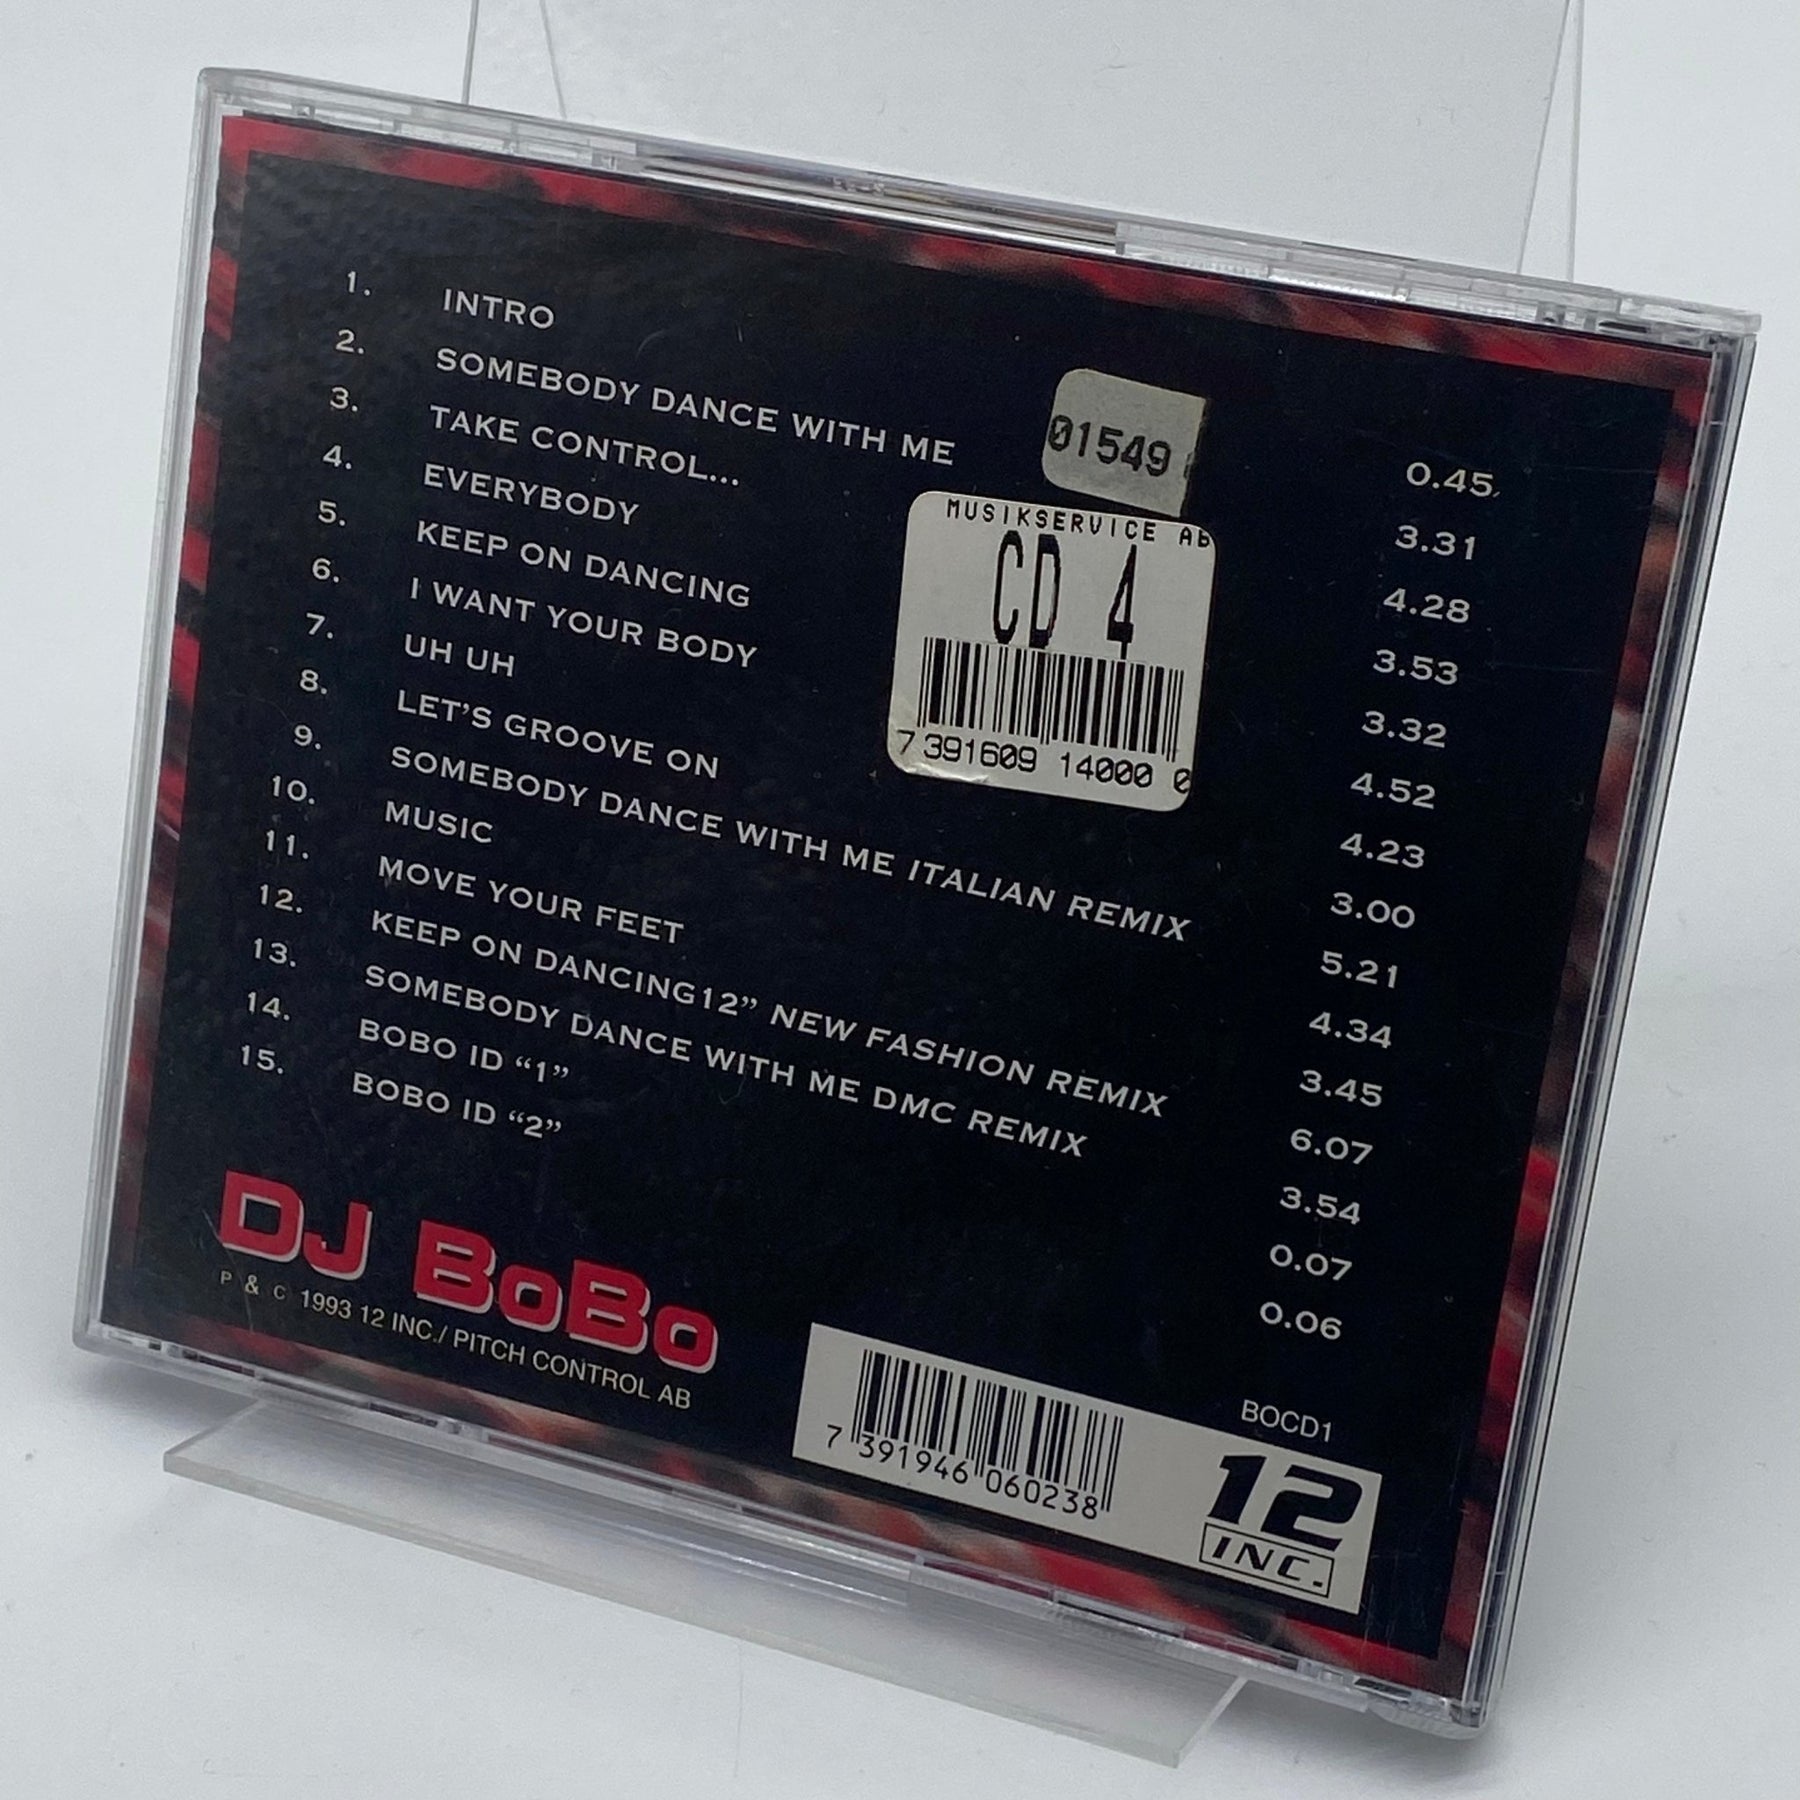 1. INTRO 0.45
2. SOMEBODY DANCE WITH ME 3.31
3. TAKE CONTROL... 4.28
4. EVERYBODY 3.53
5. KEEP ON DANCING 3.32
6. I WANT YOUR BODY 4.52
7. UH UH 4.23
8. LET'S GROOVE ON 3.00
9. SOMEBODY DANCE WITH ME ITALIAN REMIX 5.21
10. MUSIC 4.34
11. MOVE YOUR FEET 3.45
12. KEEP ON DANCING12” NEW FASHION REMIX 6.07
13. SOMEBODY DANCE WITH ME DMC REMIX 3.54
14. BOBO ID “1” 0.07
15. BOBO ID “2” 0.06
01549
MUSIKSERVICE Ab
CD 4
7 391609 14000 0
DJ BoBo
P & C 1993 12 INC./ PITCH CONTROL AB
BOCD1
7 391946 060238
12
INC.